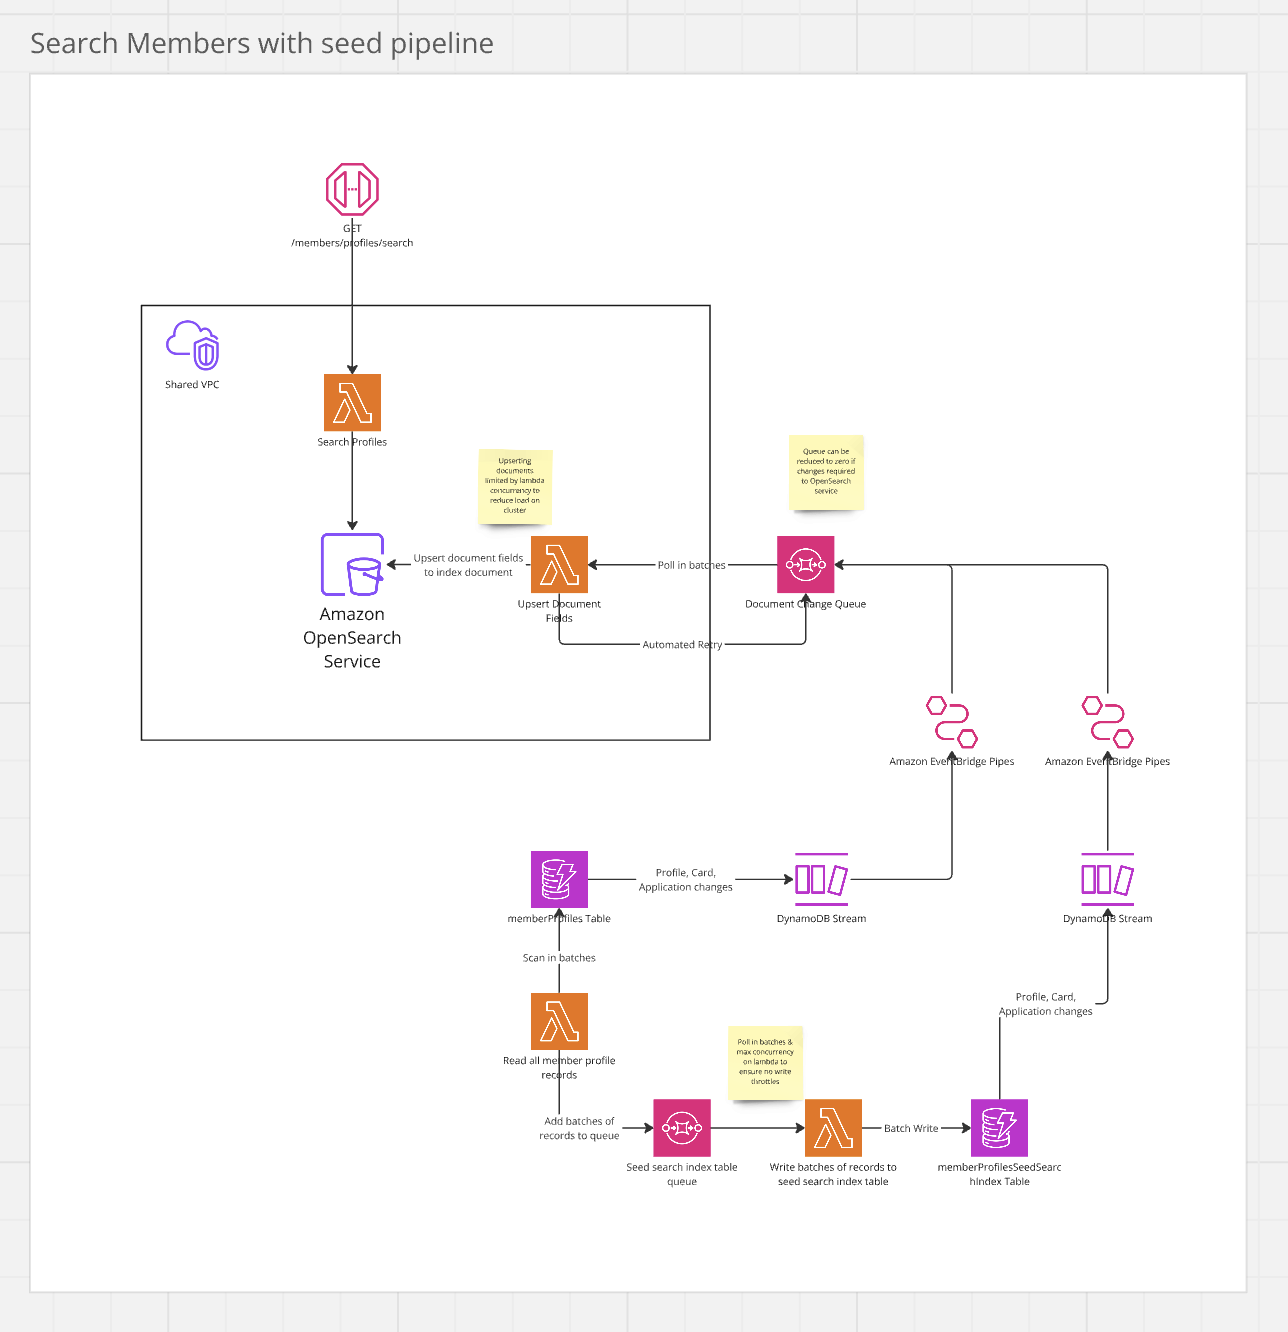 Search Members with seed pipeline
GET
/members/profiles/search
Shared VPC
Search Profiles
Upserting
documents
limited by lambda
concurrency to
reduce load on
cluster
Queue can be
reduced to zero if
changes required
to OpenSearch
service
Amazon
OpenSearch
Service
Upsert document fields
to index document
Upsert Document
Fields
Poll in batches
Document Change Queue
Automated Retry
Amazon EventBridge Pipes
Amazon EventBridge Pipes
memberProfiles Table
Profile, Card,
Application changes
DynamoDB Stream
DynamoDB Stream
Scan in batches
Profile, Card,
Application changes
Read all member profile
records
Poll in batches &
max concurrency
on lambda to
ensure no write
throttles
Add batches of
records to queue
Seed search index table
queue
Write batches of records to
seed search index table
Batch Write
memberProfilesSeedSearc
hIndex Table